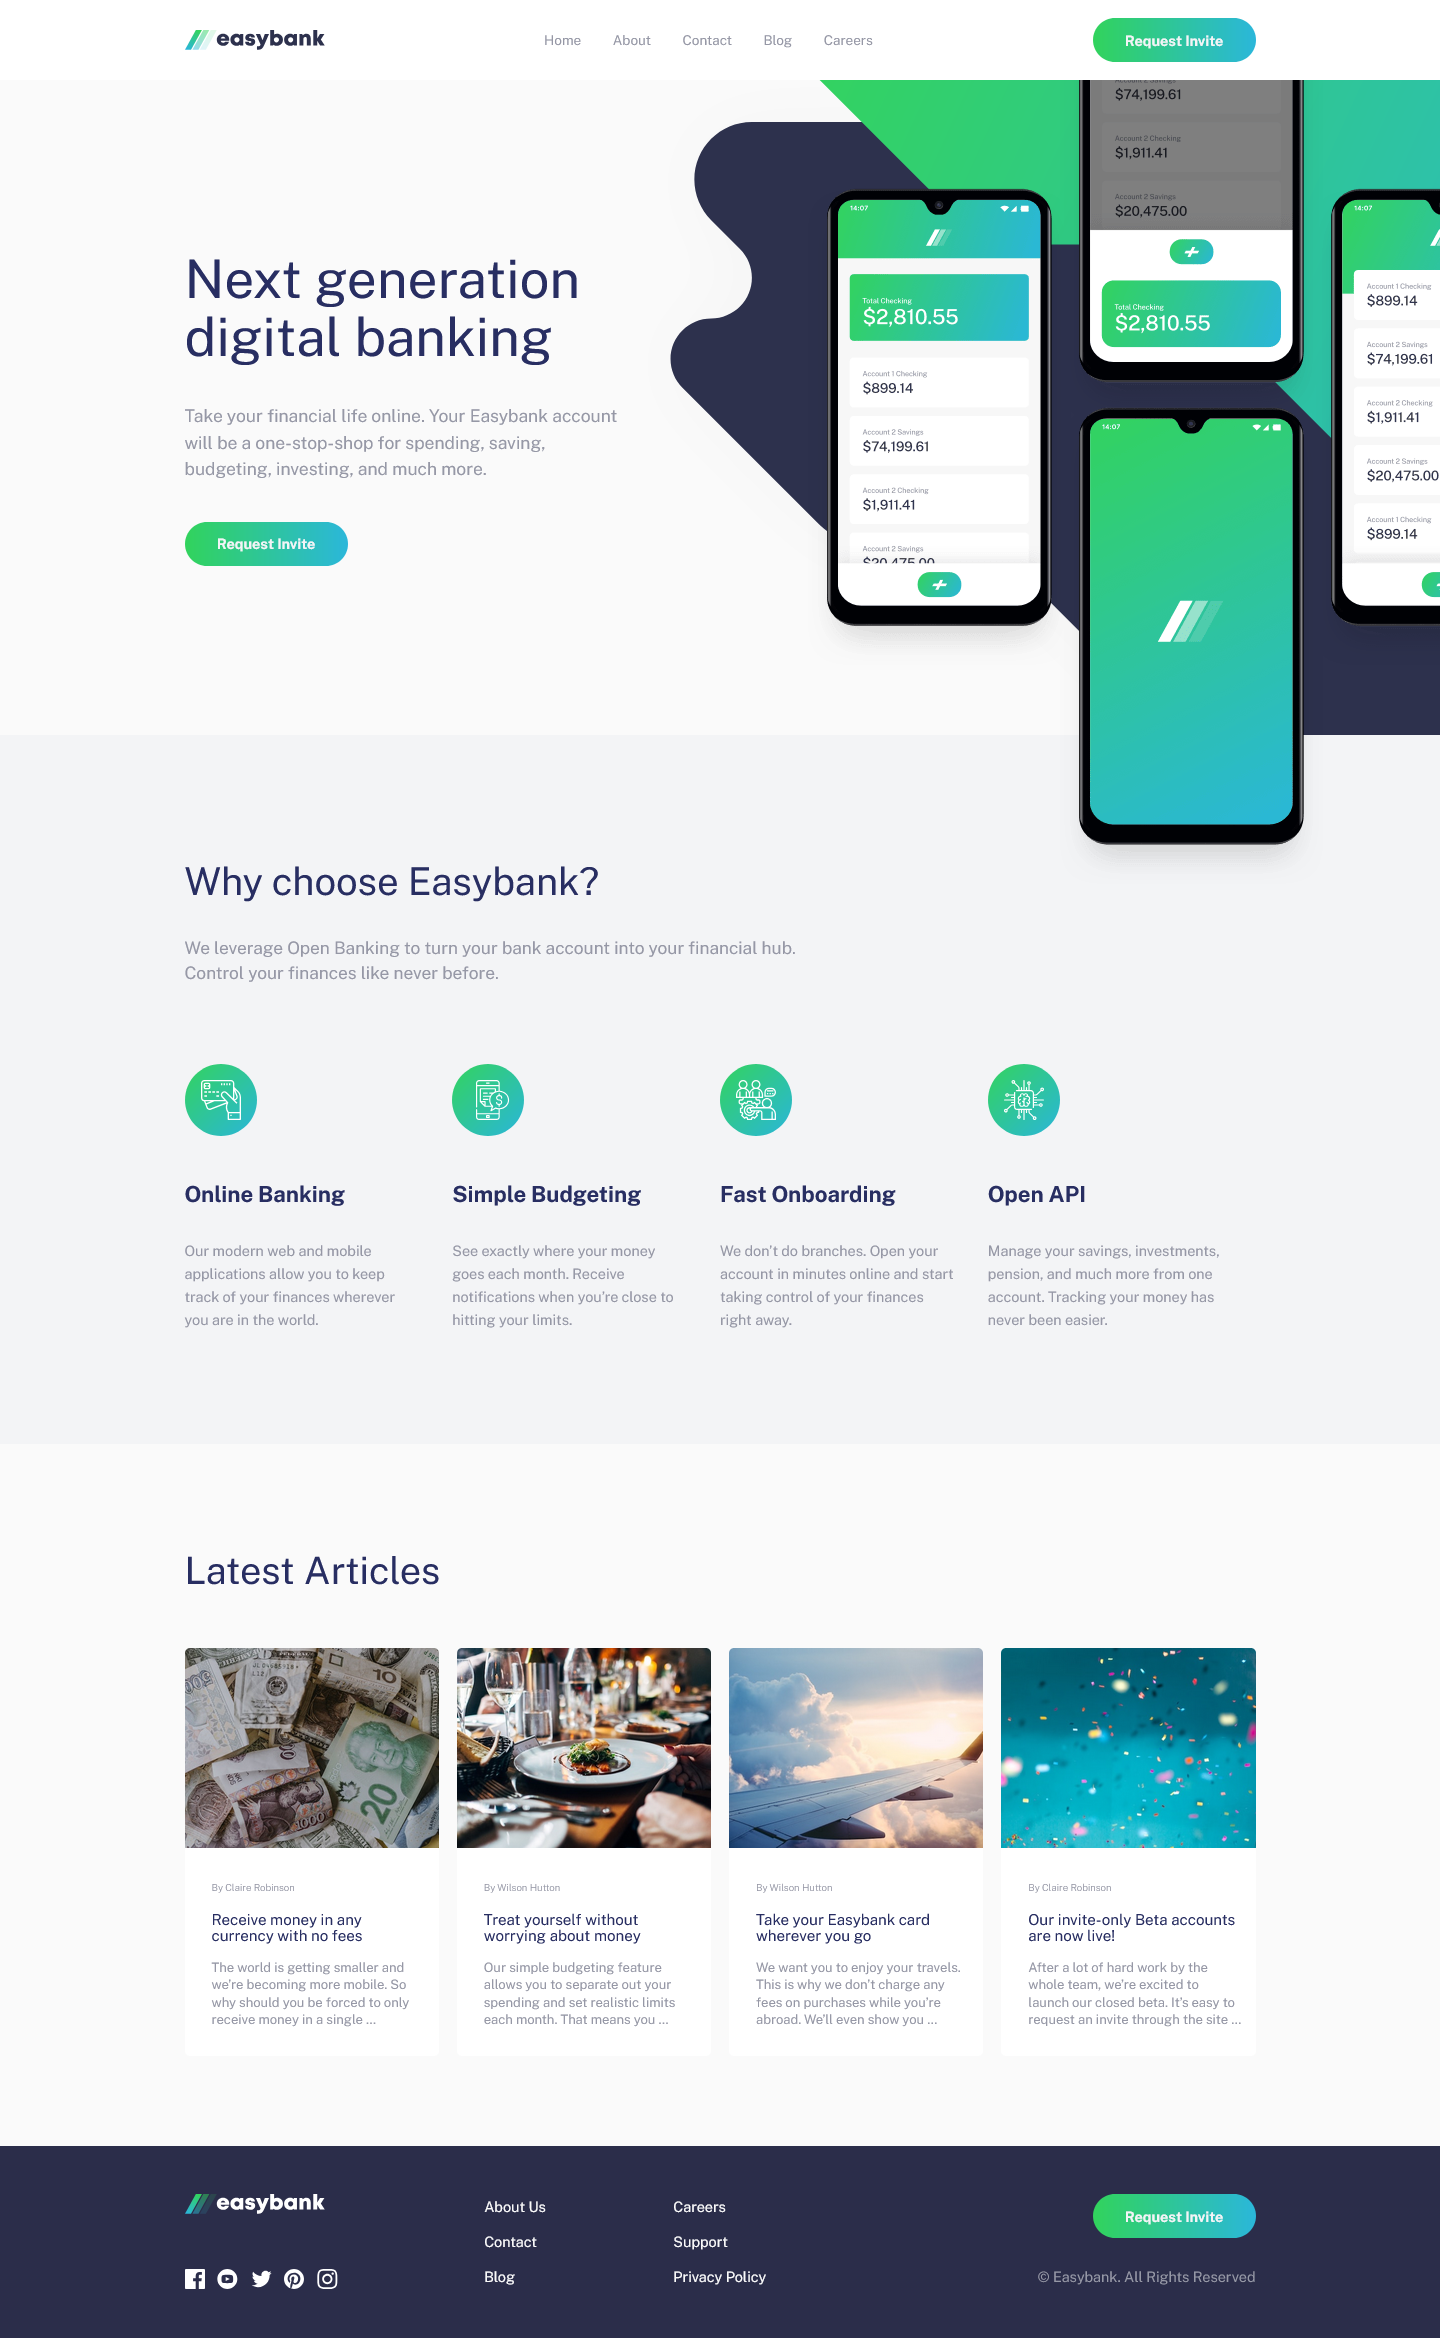 easybank
Home About Contact Blog Careers
Request Invite
Next generation
digital banking
Take your financial life online. Your Easybank account
will be a one-stop-shop for spending, saving,
budgeting, investing, and much more.
Request Invite
14:07
Total Checking
$2,810.55
Account 1 Checking
$899.14
Account 2 Savings
$74,199.61
Account 2 Checking
$1,911.41
Account 2 Savings
$20,475.00
Account 2 Savings
$74,199.61
Account 2 Checking
$1,911.41
Account 2 Savings
$20,475.00
Total Checking
$2,810.55
14:07
14:07
Account 1 Checking
$899.14
Account 2 Savings
$74,199.61
Account 2 Checking
$1,911.41
Account 2 Savings
$20,475.00
Account 1 Checking
$899.14
Why choose Easybank?
We leverage Open Banking to turn your bank account into your financial hub.
Control your finances like never before.
Online Banking
Our modern web and mobile
applications allow you to keep
track of your finances wherever
you are in the world.
Simple Budgeting
See exactly where your money
goes each month. Receive
notifications when you're close to
hitting your limits.
Fast Onboarding
We don't do branches. Open your
account in minutes online and start
taking control of your finances
right away.
Open API
Manage your savings, investments,
pension, and much more from one
account. Tracking your money has
never been easier.
Latest Articles
10
20
1000
By Claire Robinson
Receive money in any
currency with no fees
The world is getting smaller and
we're becoming more mobile. So
why should you be forced to only
receive money in a single ...
By Wilson Hutton
Treat yourself without
worrying about money
Our simple budgeting feature
allows you to separate out your
spending and set realistic limits
each month. That means you ...
By Wilson Hutton
Take your Easybank card
wherever you go
We want you to enjoy your travels.
This is why we don't charge any
fees on purchases while you're
abroad. We'll even show you ...
By Claire Robinson
Our invite-only Beta accounts
are now live!
After a lot of hard work by the
whole team, we're excited to
launch our closed beta. It's easy to
request an invite through the site ...
easybank
About Us
Contact
Blog
Careers
Support
Privacy Policy
Request Invite
© Easybank. All Rights Reserved